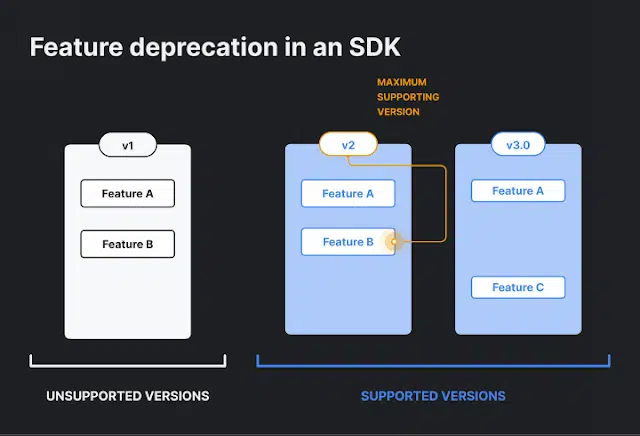 Feature deprecation in an SDK
MAXIMUM
SUPPORTING
VERSION
v1
Feature A
Feature B
v2
Feature A
Feature B
v3.0
Feature A
Feature C
UNSUPPORTED VERSIONS
SUPPORTED VERSIONS